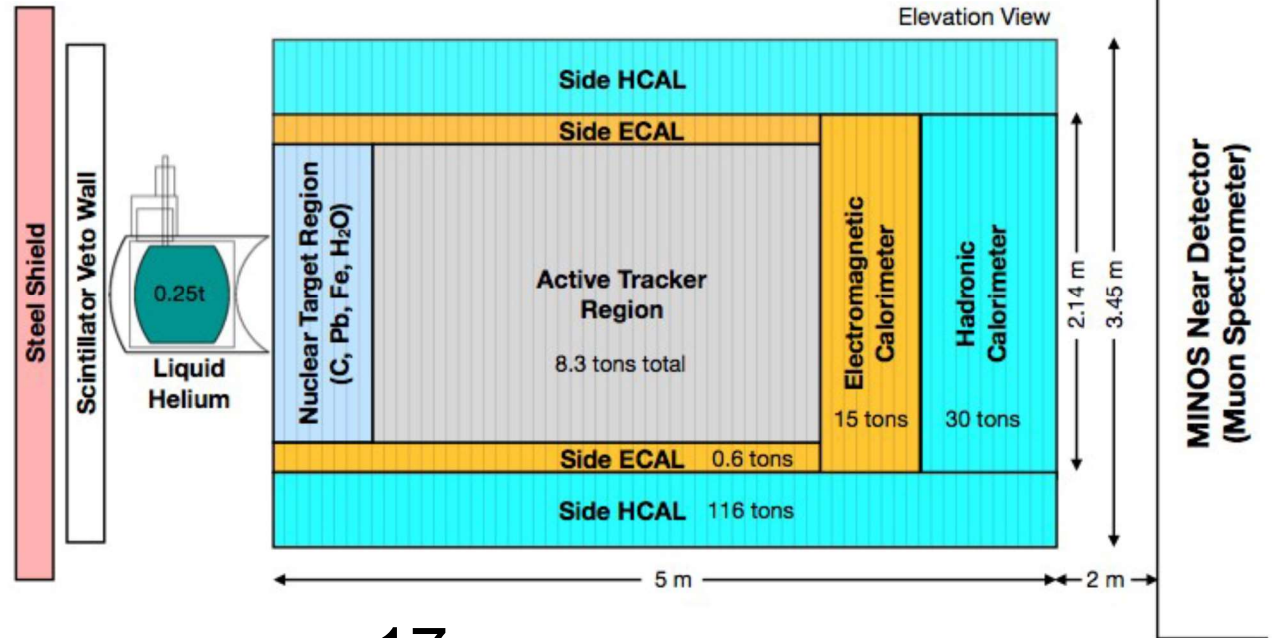 Elevation View
Steel Shield
Scintillator Veto Wall
0.25t
Liquid
Helium
Side HCAL
Side ECAL
Nuclear Target Region
(C, Pb, Fe, H₂O)
Active Tracker
Region
8.3 tons total
Electromagnetic
Calorimeter
15 tons
Hadronic
Calorimeter
30 tons
Side ECAL 0.6 tons
Side HCAL 116 tons
2.14 m
3.45 m
5 m
2 m
MINOS Near Detector
(Muon Spectrometer)
17